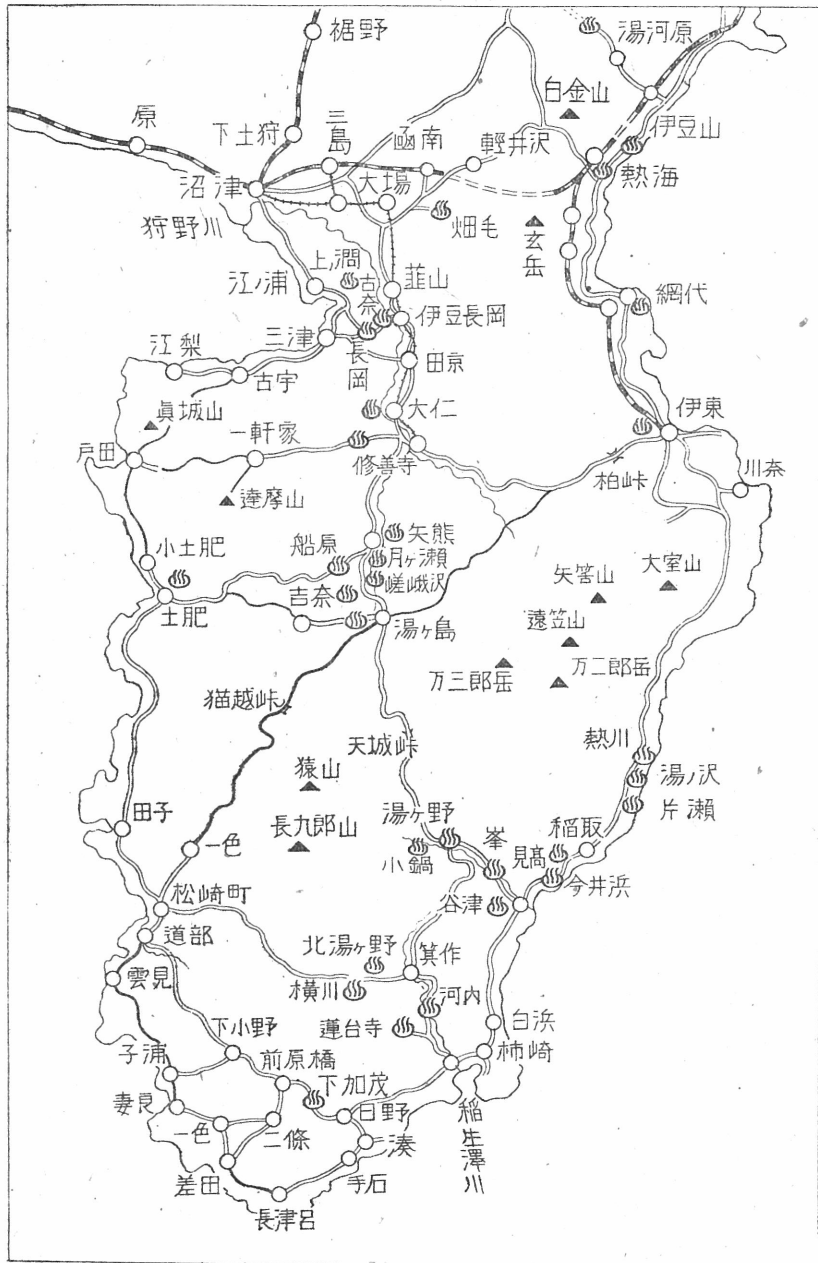 裾野
湯河原
白金山
原
下土狩
三島
函南
軽井沢
伊豆山
熱海
沼津
大場
狩野川
畑毛
玄岳
江ノ浦
古奈
韮山
伊豆長岡
網代
三津
長岡
江梨
古宇
田京
眞城山
大仁
伊東
戸田
一軒家
修善寺
柏峠
川奈
達摩山
小土肥
船原
矢熊
月ヶ瀬
嵯峨沢
吉奈
矢筈山
大室山
土肥
湯ヶ島
遠笠山
万三郎岳
万二郎岳
猫越峠
天城峠
熱川
猿山
湯ノ沢
片瀬
田子
長九郎山
湯ヶ野
峯
稲取
一色
小鍋
見髙
今井浜
松崎町
谷津
道部
北湯ヶ野
箕作
雲見
横川
河内
蓮台寺
白浜
下小野
柿崎
子浦
前原橋
下加茂
妻良
一色
二條
日野
稲生澤川
湊
差田
手石
長津呂